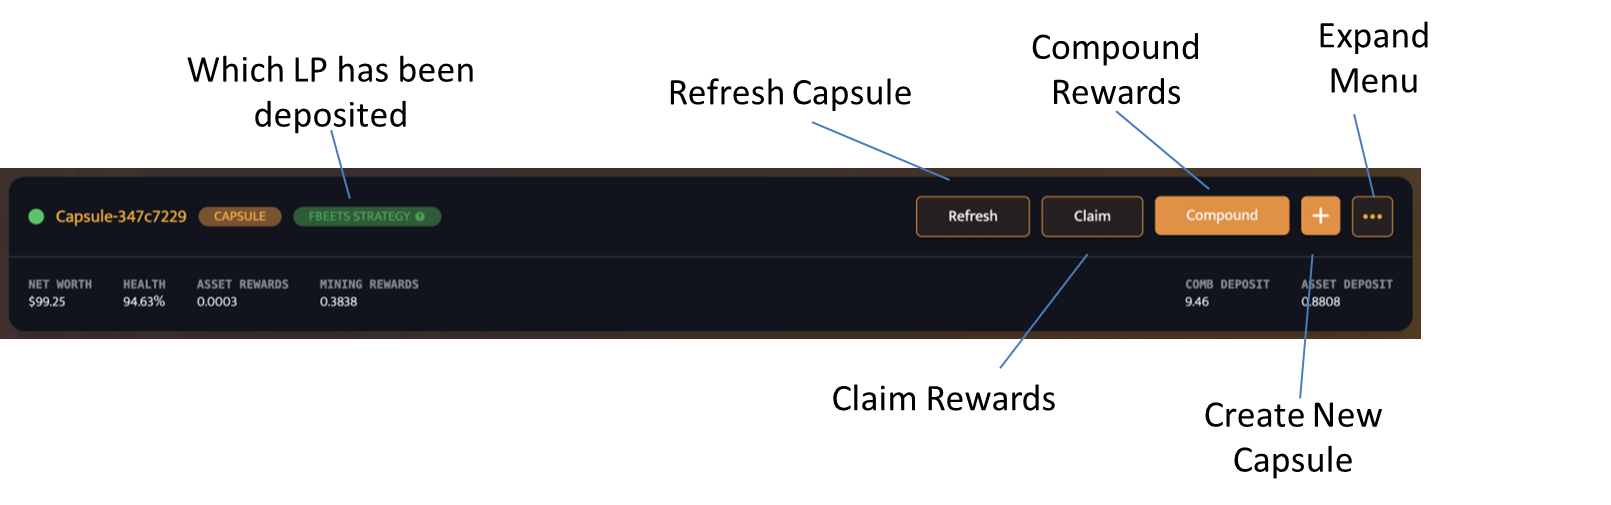 Which LP has been
deposited
Refresh Capsule
Compound
Rewards
Expand
Menu
Capsule-347c7229 CAPSULE FBEETS STRATEGY
Refresh Claim Compound + •••
NET WORTH HEALTH ASSET REWARDS MINING REWARDS COMB DEPOSIT ASSET DEPOSIT
$99.25 94.63% 0.0003 0.3838 9.46 0.8808
Claim Rewards
Create New
Capsule